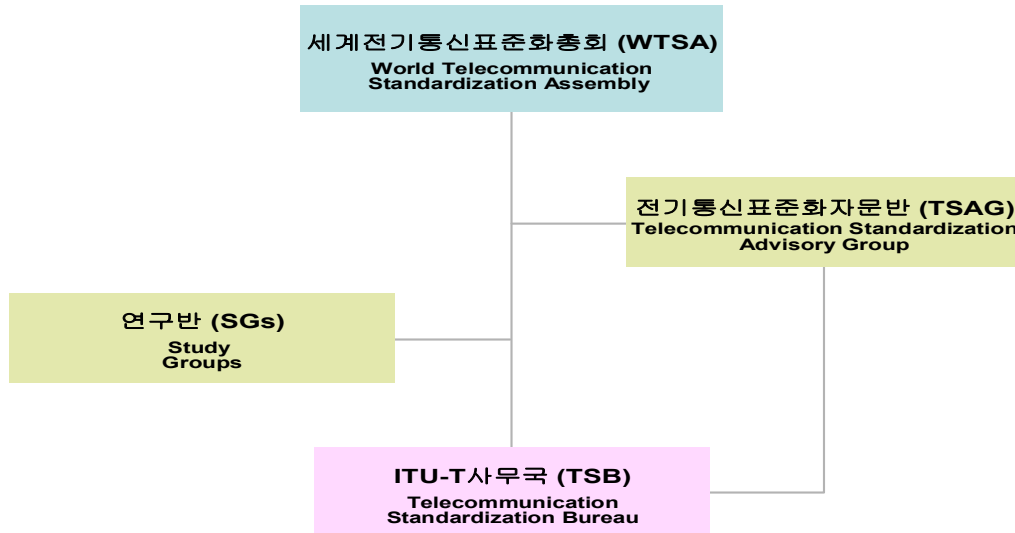 세계전기통신표준화총회 (WTSA)
World Telecommunication
Standardization Assembly
전기통신표준화자문반 (TSAG)
Telecommunication Standardization
Advisory Group
연구반 (SGs)
Study
Groups
ITU-T사무국 (TSB)
Telecommunication
Standardization Bureau